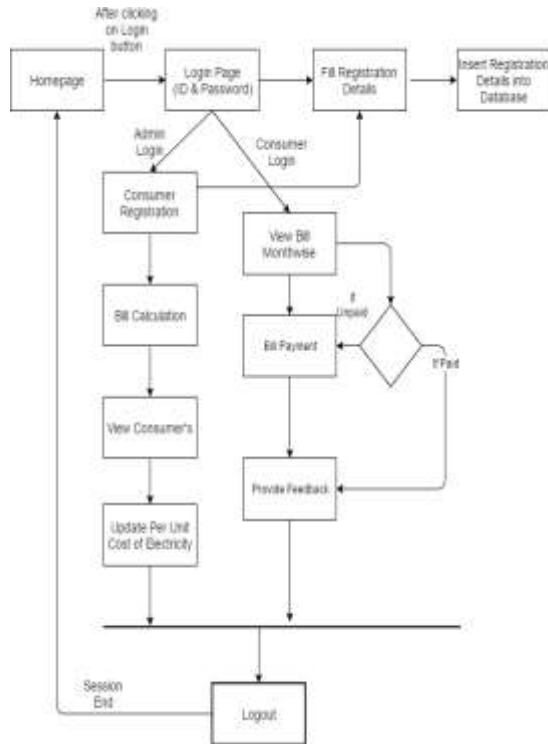 After clicking
on Login
button
Homepage
Login Page
(ID & Password)
Fill Registration
Details
Insert Registration
Details into
Database
Admin
Login
Consumer
Login
Consumer
Registration
View Bill
Monthwise
Bill Calculation
If
Unpaid
Bill Payment
If Paid
View Consumer's
Provide Feedback
Update Per Unit
Cost of Electricity
Session
End
Logout